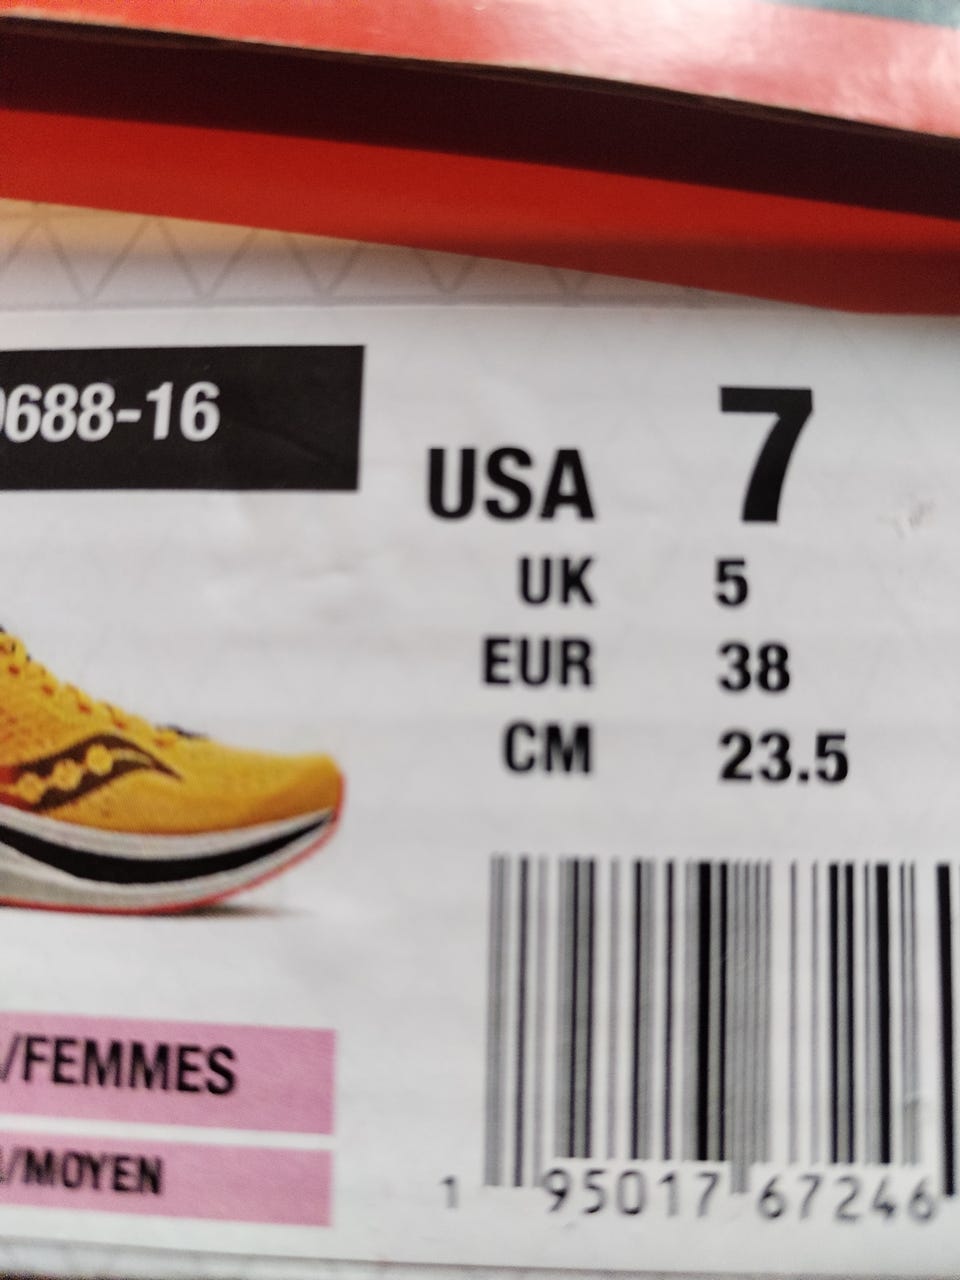 0688-16
USA 7
UK 5
EUR 38
CM 23.5
/FEMMES
/MOYEN
1 95017 67246